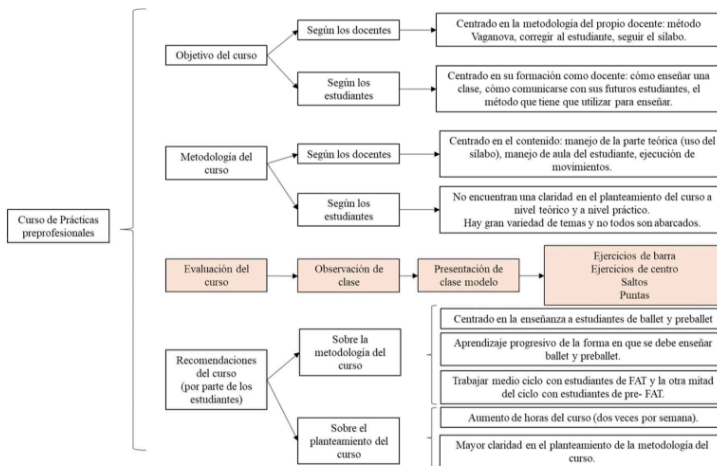 Curso de Prácticas
preprofesionales
Objetivo del curso
Según los docentes
Centrado en la metodología del propio docente: método
Vaganova, corregir al estudiante, seguir el sílabo.
Según los
estudiantes
Centrado en su formación como docente: cómo enseñar una
clase, cómo comunicarse con sus futuros estudiantes, el
método que tiene que utilizar para enseñar.
Metodología del
curso
Según los docentes
Centrado en el contenido: manejo de la parte teórica (uso del
sílabo), manejo de aula del estudiante, ejecución de
movimientos.
Según los
estudiantes
No encuentran una claridad en el planteamiento del curso a
nivel teórico y a nivel práctico.
Hay gran variedad de temas y no todos son abarcados.
Evaluación del
curso
Observación de
clase
Presentación de
clase modelo
Ejercicios de barra
Ejercicios de centro
Saltos
Puntas
Recomendaciones
del curso
(por parte de los
estudiantes)
Sobre la
metodología del
curso
Centrado en la enseñanza a estudiantes de ballet y preballet
Aprendizaje progresivo de la forma en que se debe enseñar
ballet y preballet.
Trabajar medio ciclo con estudiantes de FAT y la otra mitad
del ciclo con estudiantes de pre- FAT.
Sobre el
planteamiento del
curso
Aumento de horas del curso (dos veces por semana).
Mayor claridad en el planteamiento de la metodología del
curso.